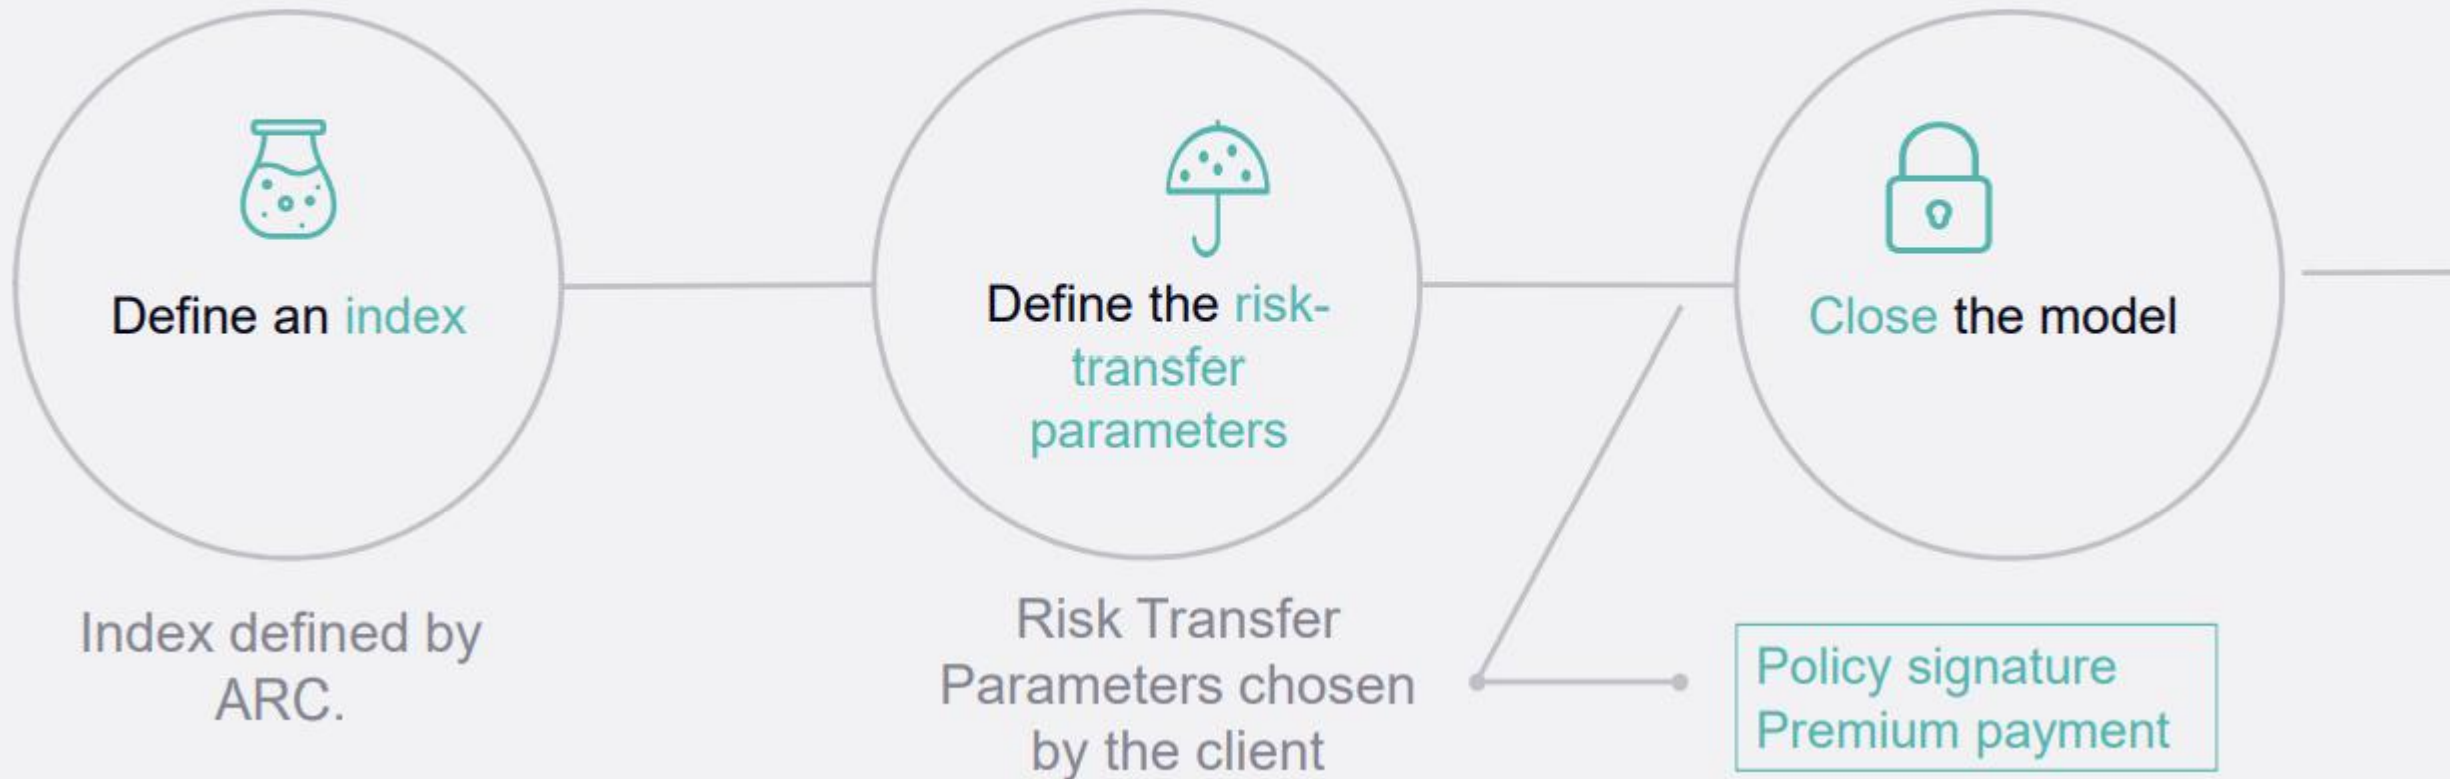 Define an index
Index defined by
ARC.
Define the risk-
transfer
parameters
Risk Transfer
Parameters chosen
by the client
Close the model
Policy signature
Premium payment